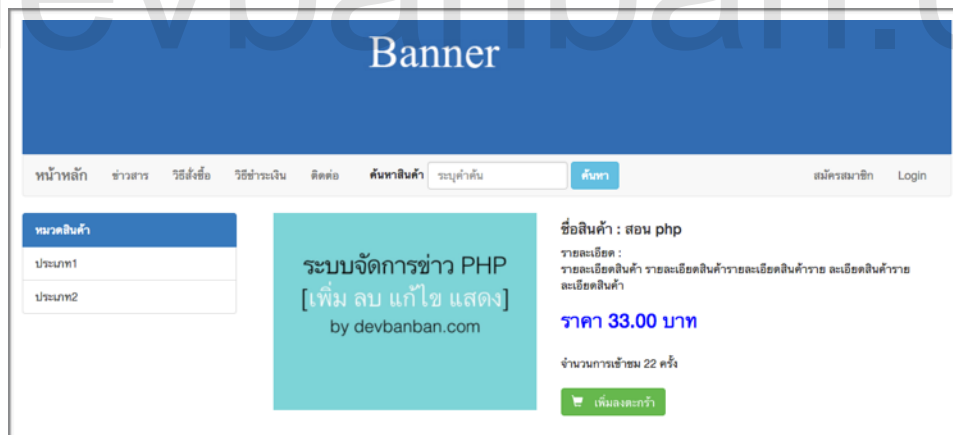 devbanban.c
Banner
หน้าหลัก ข่าวสาร วิธีสั่งซื้อ วิธีชำระเงิน ติดต่อ ค้นหาสินค้า ระบุคำค้น ค้นหา สมัครสมาชิก Login
หมวดสินค้า
ประเภท1
ประเภท2
ระบบจัดการข่าว PHP
[เพิ่ม ลบ แก้ไข แสดง]
by devbanban.com
ชื่อสินค้า : สอน php
รายละเอียด :
รายละเอียดสินค้า รายละเอียดสินค้ารายละเอียดสินค้าราย ละเอียดสินค้าราย
ละเอียดสินค้า
ราคา 33.00 บาท
จำนวนการเข้าชม 22 ครั้ง
เพิ่มลงตะกร้า